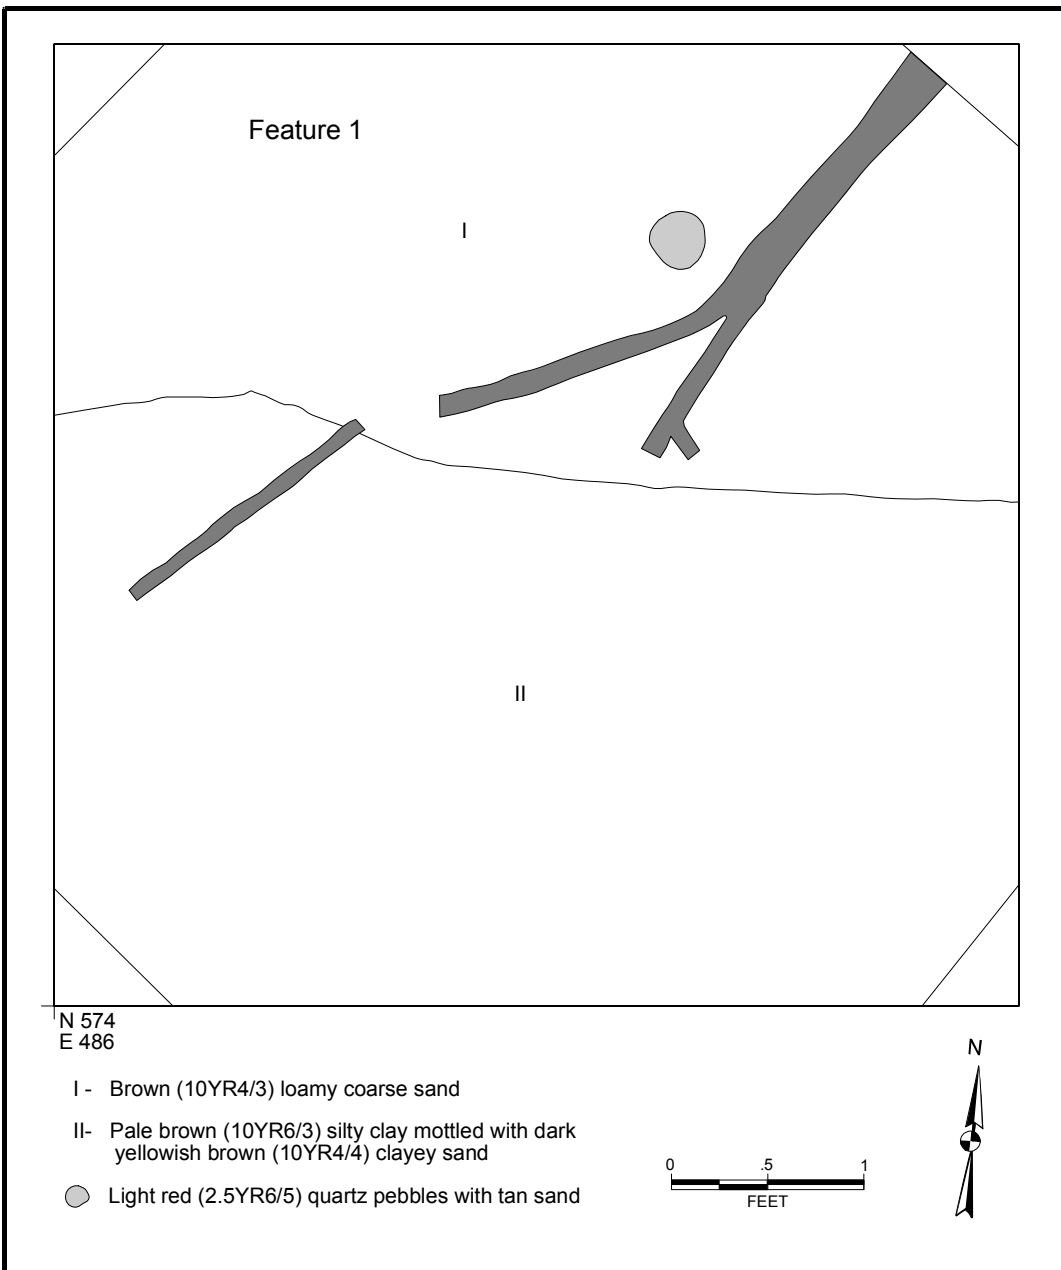 Feature 1
I
II
N 574
E 486
N
I - Brown (10YR4/3) loamy coarse sand
II- Pale brown (10YR6/3) silty clay mottled with dark
yellowish brown (10YR4/4) clayey sand
Light red (2.5YR6/5) quartz pebbles with tan sand
0 .5 1
FEET